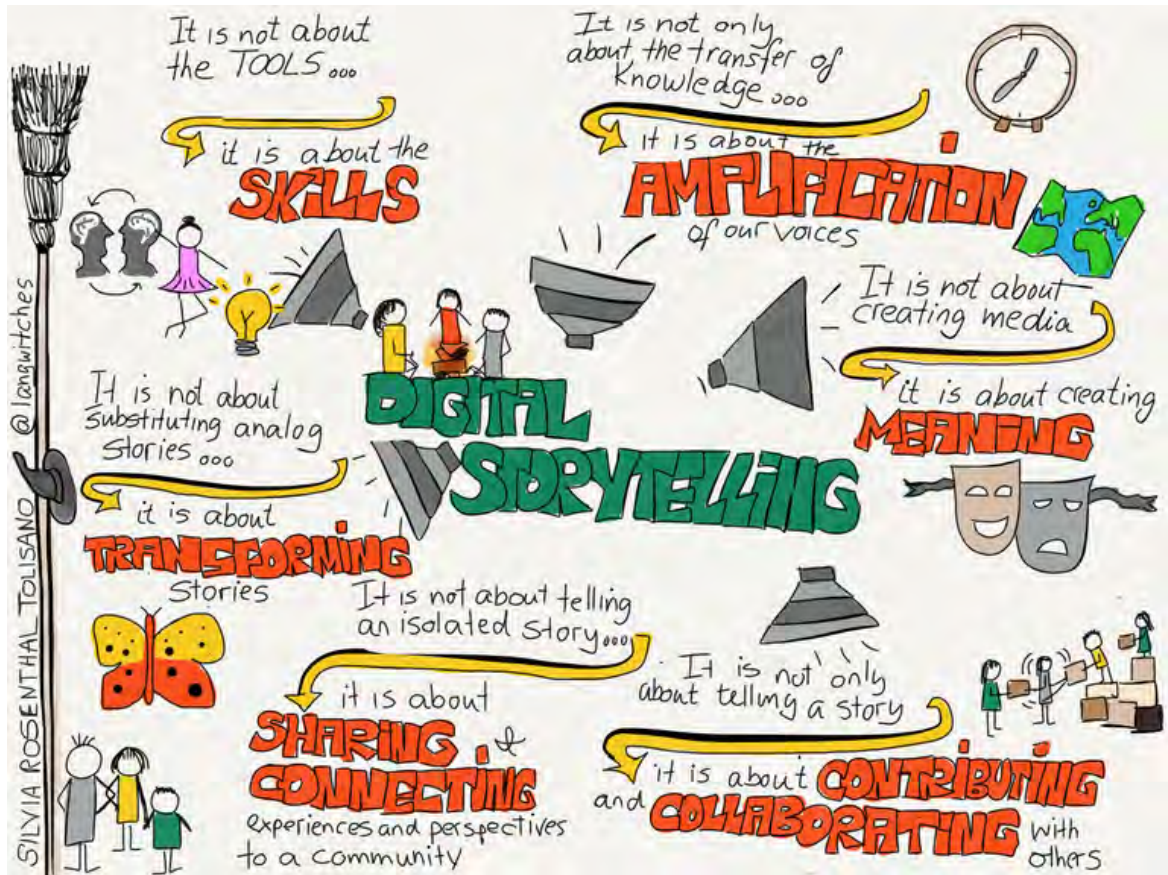 It is not about
the TOOLS...
it is about the
SKILLS
It is not only
about the transfer of
Knowledge...
it is about the
AMPLIFICATION
of our voices
It is not about
creating media
it is about creating
MEANING
DIGITAL
STORYTELLING
It is not about
substituting analog
Stories...
it is about
TRANSFORMING
Stories
It is not about telling
an isolated Story...
it is about
SHARING &
CONNECTING
experiences and perspectives
to a community
It is not only
about telling a story
it is about CONTRIBUTING
and COLLABORATING with
others
SILVIA ROSENTHAL TOLISANO @langwitches